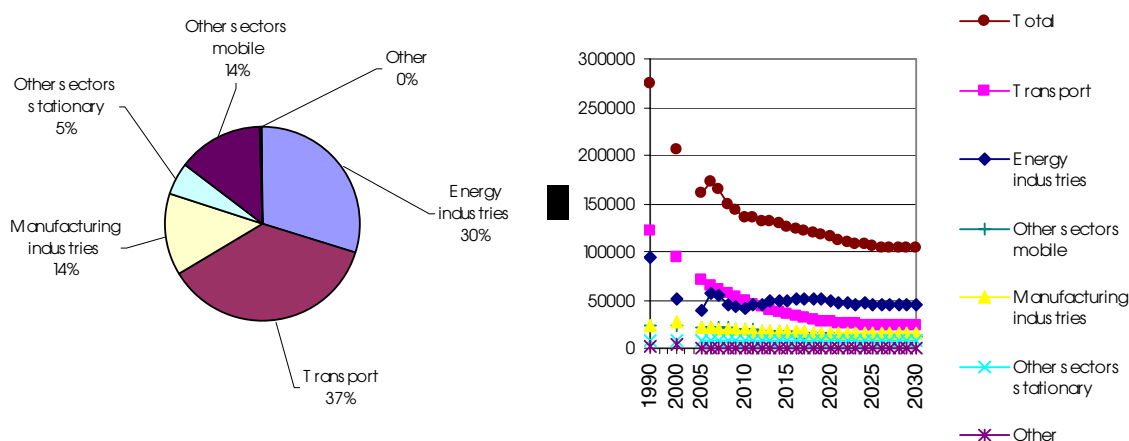 Other sectors
mobile
14%
Other
0%
Other sectors
stationary
5%
Energy
industries
30%
Manufacturing
industries
14%
Transport
37%
300000
250000
200000
150000
100000
50000
0
1990
2000
2005
2010
2015
2020
2025
2030
Total
Transport
Energy
industries
Other sectors
mobile
Manufacturing
industries
Other sectors
stationary
Other